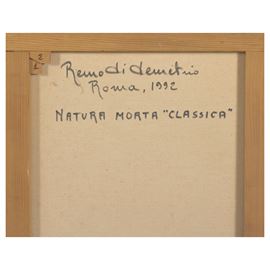 Remo di demetrio
Roma, 1992
NATURA MORTA "CLASSICA"